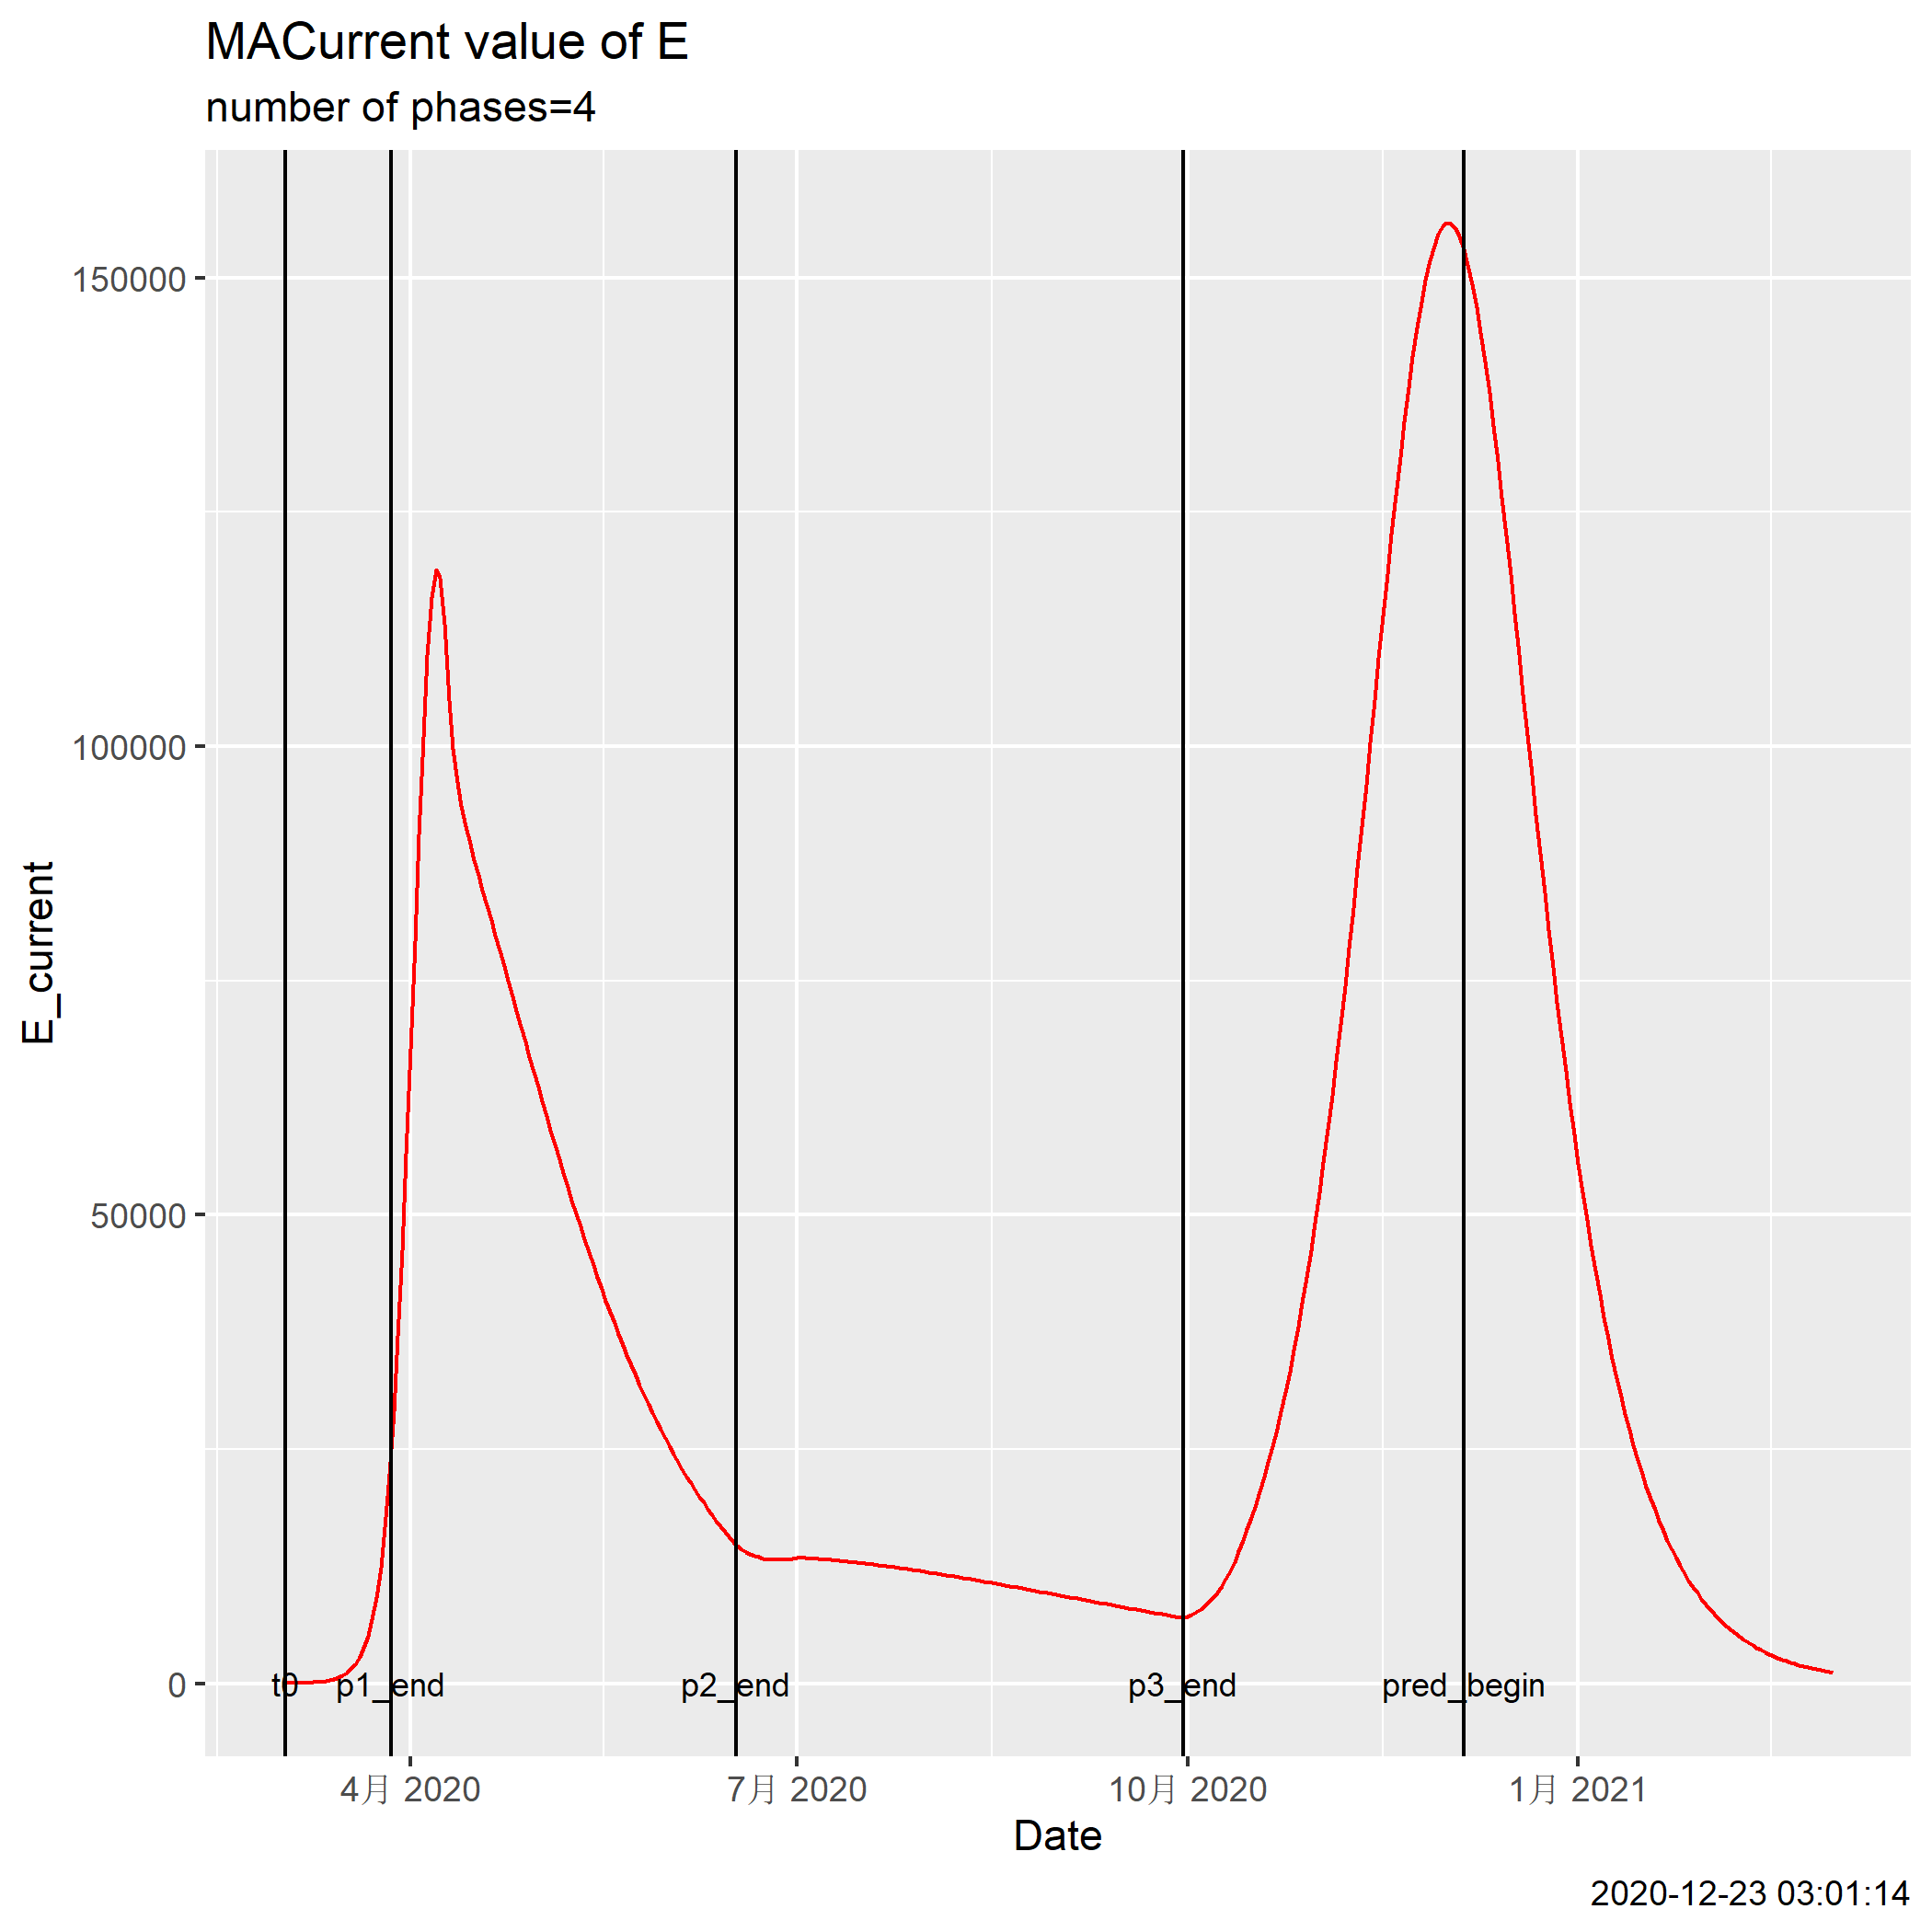 MACurrent value of E
number of phases=4
150000
100000
50000
0
E_current
t0
p1_end
p2_end
p3_end
pred_begin
4月 2020
7月 2020
10月 2020
1月 2021
Date
2020-12-23 03:01:14